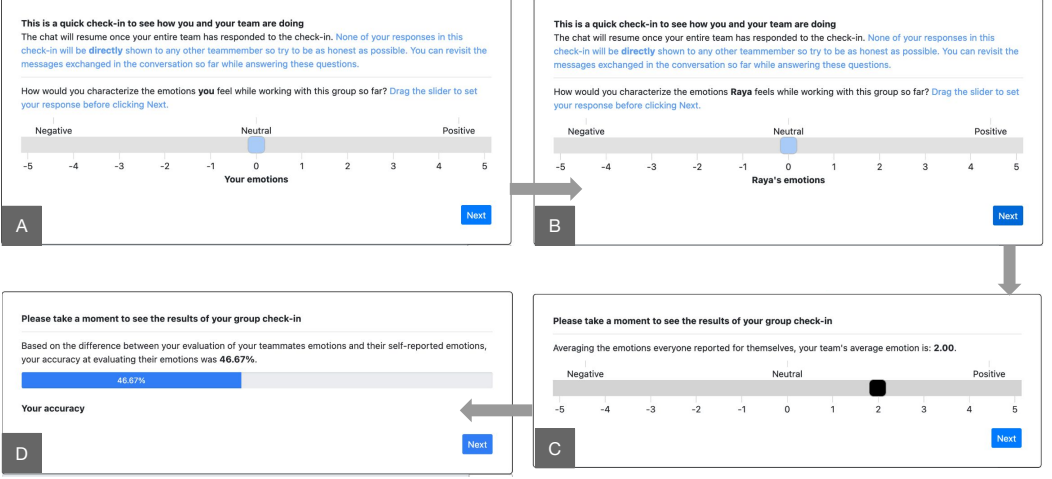 This is a quick check-in to see how you and your team are doing
The chat will resume once your entire team has responded to the check-in. None of your responses in this
check-in will be directly shown to any other teammember so try to be as honest as possible. You can revisit the
messages exchanged in the conversation so far while answering these questions.
How would you characterize the emotions you feel while working with this group so far? Drag the slider to set
your response before clicking Next.
Negative Neutral Positive
-5 -4 -3 -2 -1 0 1 2 3 4 5
Your emotions
Next
A
This is a quick check-in to see how you and your team are doing
The chat will resume once your entire team has responded to the check-in. None of your responses in this
check-in will be directly shown to any other teammember so try to be as honest as possible. You can revisit the
messages exchanged in the conversation so far while answering these questions.
How would you characterize the emotions Raya feels while working with this group so far? Drag the slider to set
your response before clicking Next.
Negative Neutral Positive
-5 -4 -3 -2 -1 0 1 2 3 4 5
Raya's emotions
Next
B
Please take a moment to see the results of your group check-in
Averaging the emotions everyone reported for themselves, your team's average emotion is: 2.00.
Negative Neutral Positive
-5 -4 -3 -2 -1 0 1 2 3 4 5
Next
C
Please take a moment to see the results of your group check-in
Based on the difference between your evaluation of your teammates emotions and their self-reported emotions,
your accuracy at evaluating their emotions was 46.67%.
46.67%
Your accuracy
Next
D